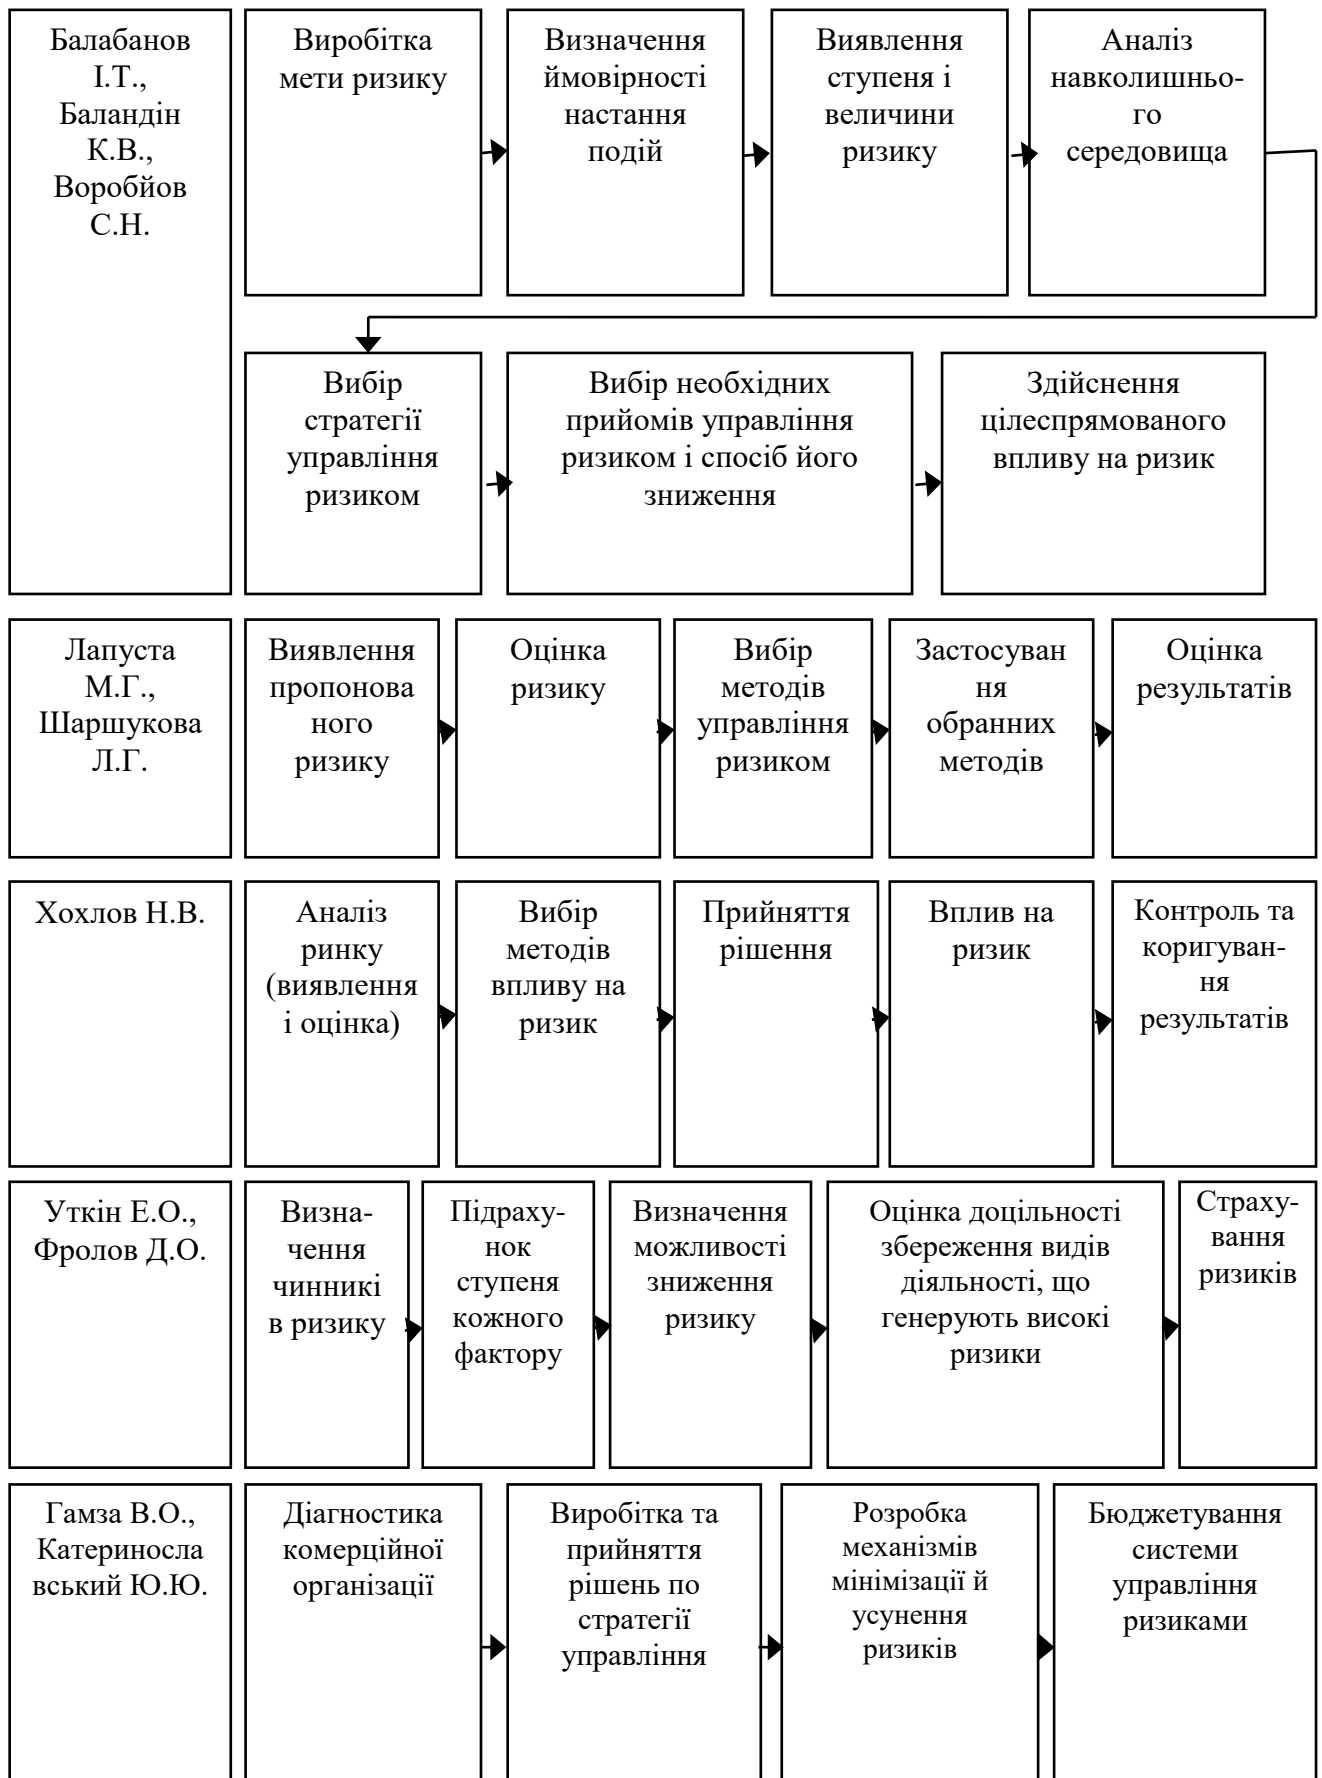 Балабанов
І.Т.,
Баландін
К.В.,
Воробйов
С.Н.
Виробітка
мети ризику
Визначення
ймовірності
настання
подій
Виявлення
ступеня і
величини
ризику
Аналіз
навколишньо-
го
середовища
Вибір
стратегії
управління
ризиком
Вибір необхідних
прийомів управління
ризиком і спосіб його
зниження
Здійснення
цілеспрямованого
впливу на ризик
Лапуста
М.Г.,
Шаршукова
Л.Г.
Виявлення
пропонова
ного
ризику
Оцінка
ризику
Вибір
методів
управління
ризиком
Застосуван
ня
обранних
методів
Оцінка
результатів
Хохлов Н.В.
Аналіз
ринку
(виявлення
і оцінка)
Вибір
методів
впливу на
ризик
Прийняття
рішення
Вплив на
ризик
Контроль та
коригуван-
ня
результатів
Уткін Е.О.,
Фролов Д.О.
Визна-
чення
чинникі
в ризику
Підраху-
нок
ступеня
кожного
фактору
Визначення
можливості
зниження
ризику
Оцінка доцільності
збереження видів
діяльності, що
генерують високі
ризики
Страху-
вання
ризиків
Гамза В.О.,
Катериносла
вський Ю.Ю.
Діагностика
комерційної
організації
Виробітка та
прийняття
рішень по
стратегії
управління
Розробка
механізмів
мінімізації й
усунення
ризиків
Бюджетування
системи
управління
ризиками